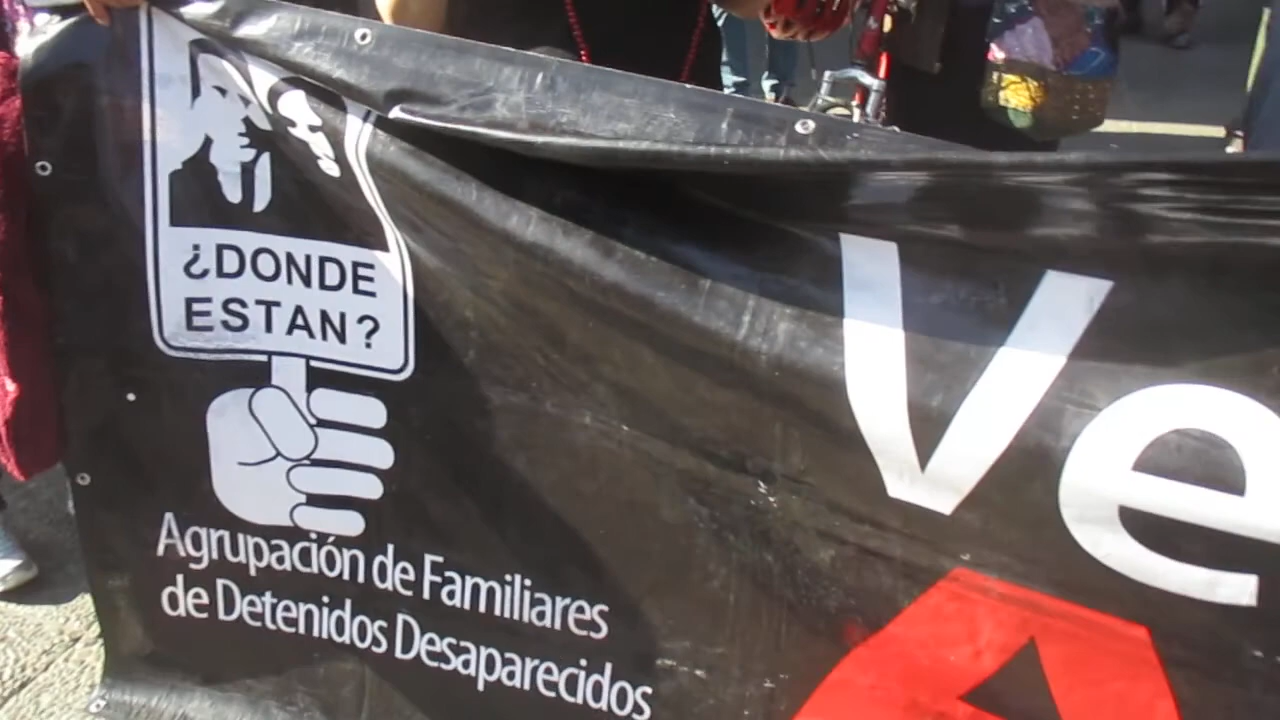 ¿DONDE
ESTAN?
Agrupación de Familiares
de Detenidos Desaparecidos
Ve
A